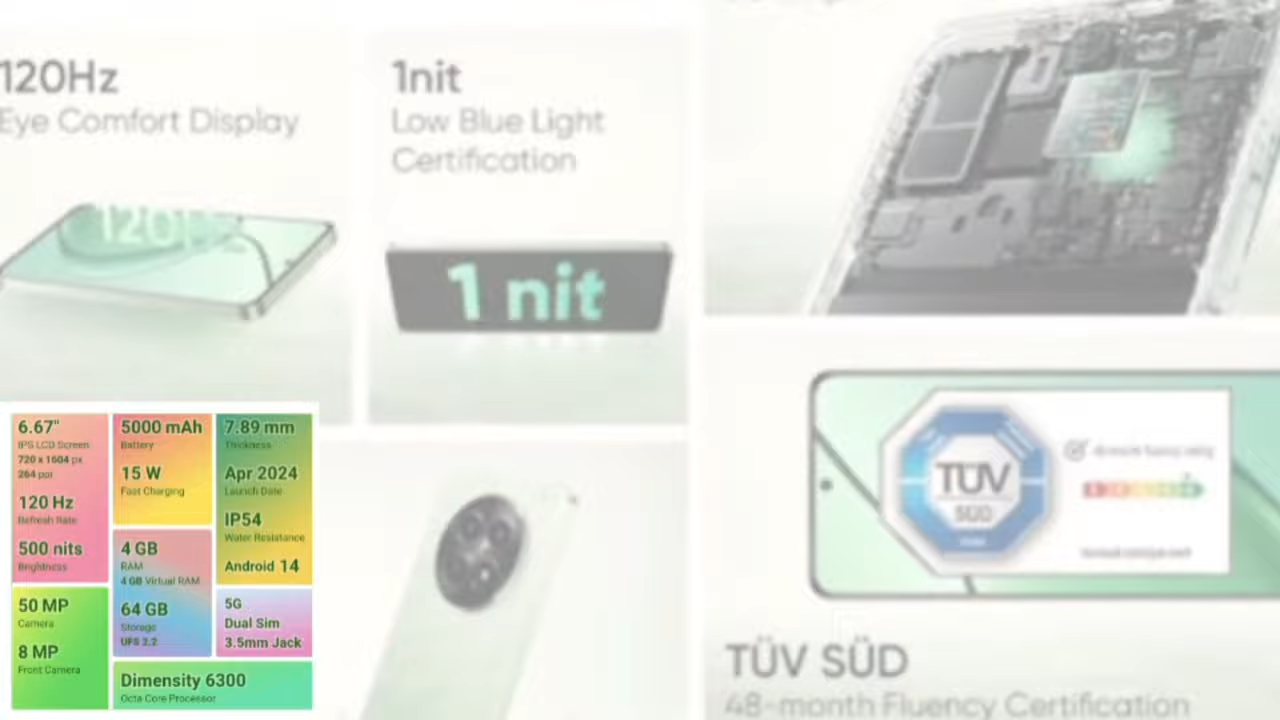 120Hz
Eye Comfort Display
120Hz
1nit
Low Blue Light
Certification
1 nit
6.67"
IPS LCD Screen
720 x 1604 px
264 ppi
120 Hz
Refresh Rate
500 nits
Brightness
50 MP
Camera
8 MP
Front Camera
5000 mAh
Battery
15 W
Fast Charging
4 GB
RAM
4 GB Virtual RAM
64 GB
Storage
UFS 2.2
7.89 mm
Thickness
Apr 2024
Launch Date
IP54
Water Resistance
Android 14
5G
Dual Sim
3.5mm Jack
Dimensity 6300
Octa Core Processor
TÜV
SÜD
TÜV SÜD
48-month Fluency Certification